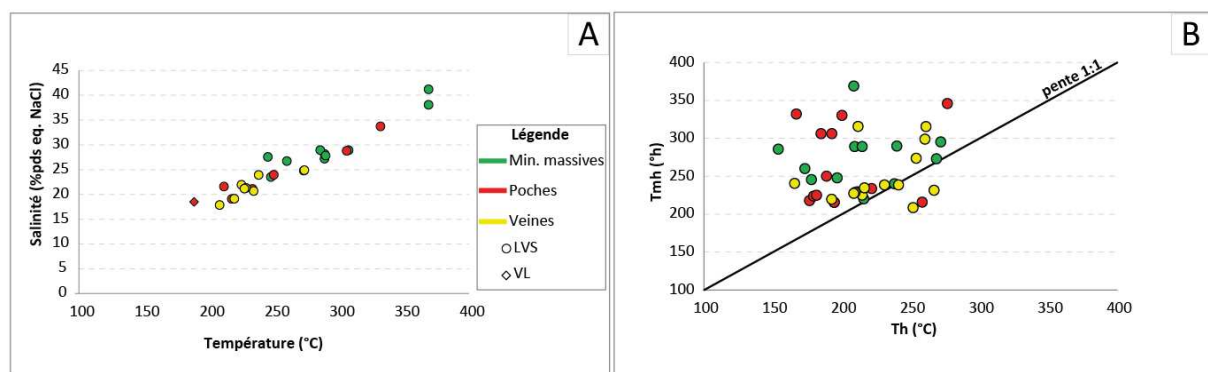 A
45
40
35
30
25
20
15
10
5
0
100
150
200
250
300
350
400
Salinité (%pds eq. NaCl)
Température (°C)
Légende
Min. massives
Poches
Veines
LVS
VL
B
400
350
300
250
200
150
100
100
150
200
250
300
350
400
Tmh (°h)
Th (°C)
pente 1:1